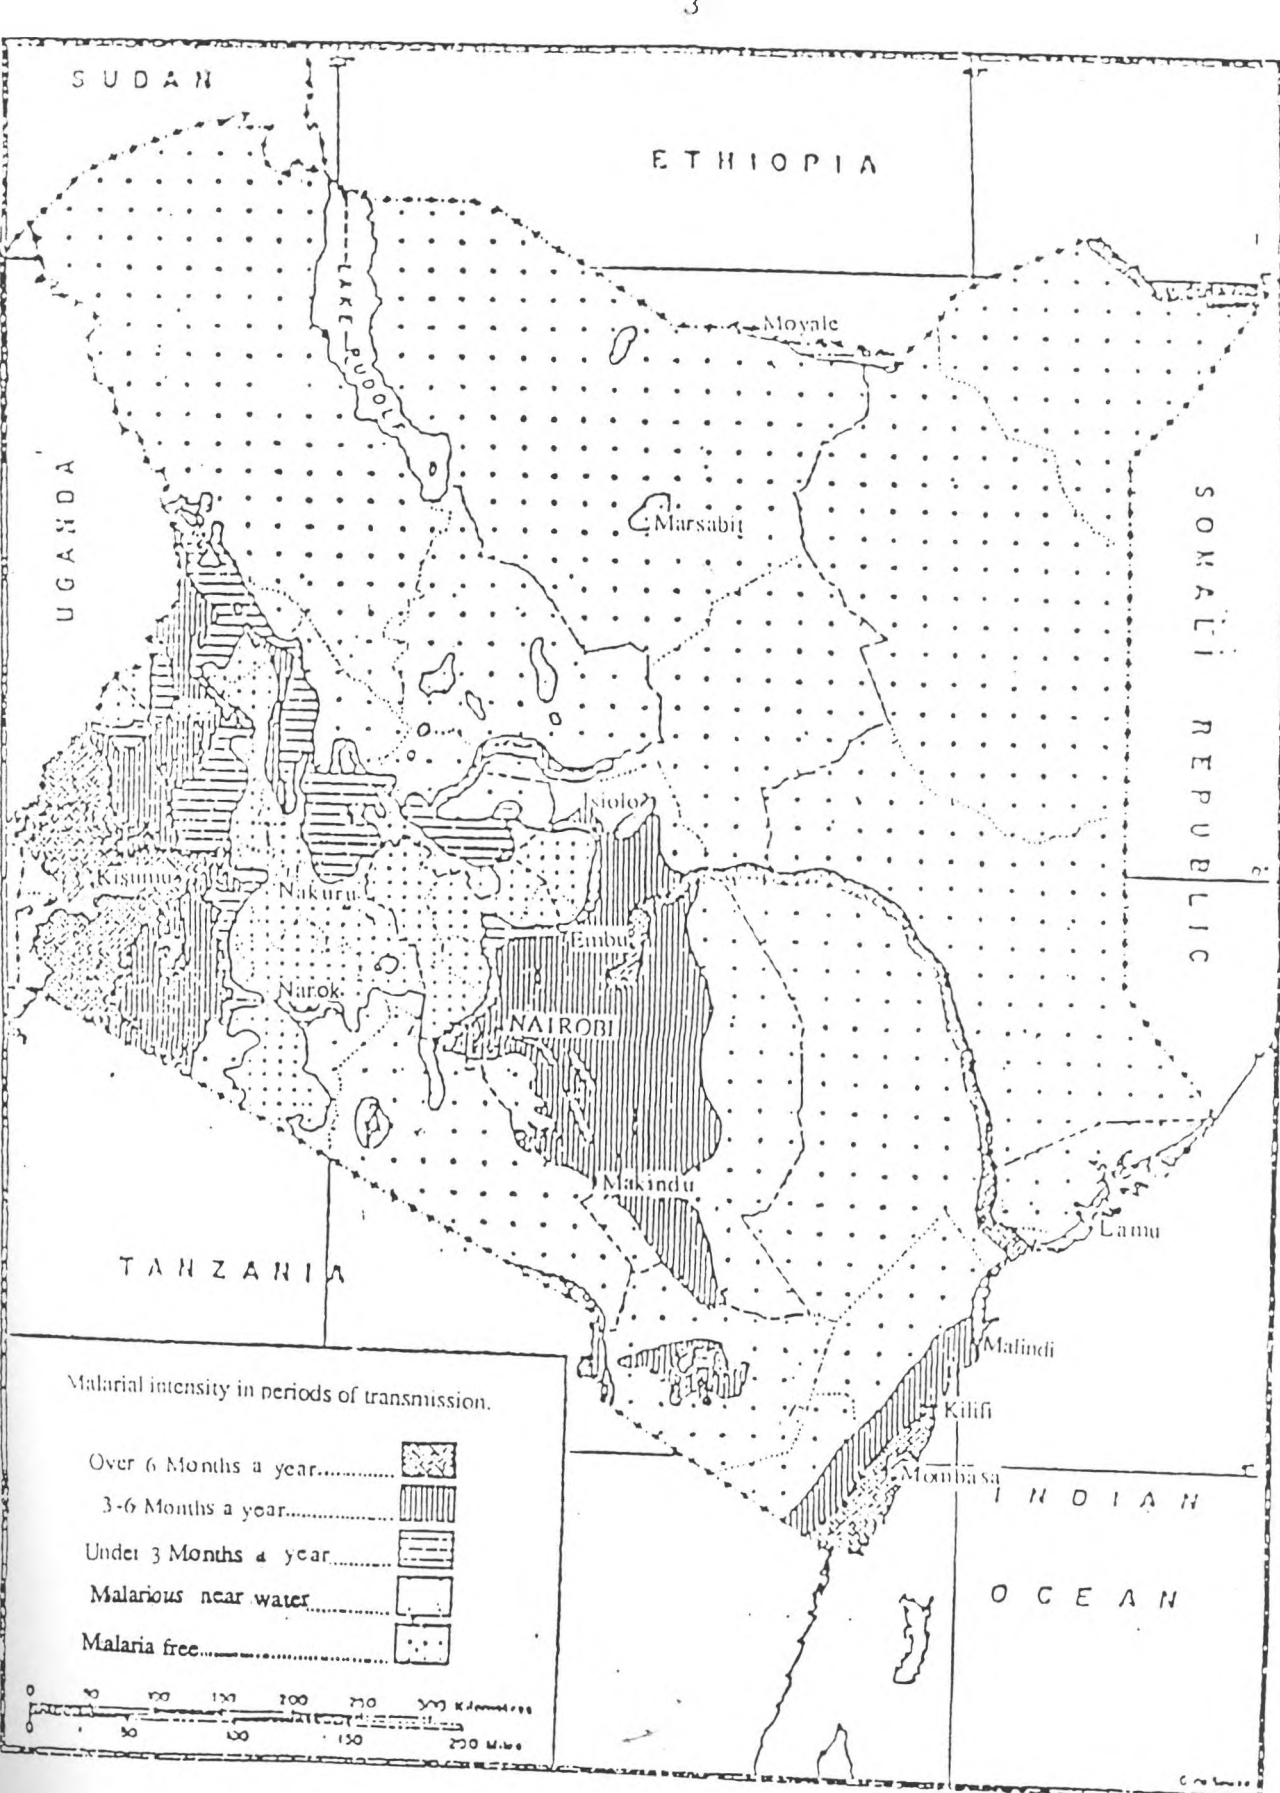 3
SUDAN
ETHIOPIA
LAKE RUDOLF
Moyale
UGANDA
Marsabit
SOMALI REPUBLIC
Isiolo
Kisumu
Nakuru
Embu
Narok
NAIROBI
Makindu
Lamu
TANZANIA
Malindi
Kilifi
Mombasa
INDIAN
OCEAN
Malarial intensity in periods of transmission.
Over 6 Months a year
3-6 Months a year
Under 3 Months a year
Malarious near water
Malaria free
0 50 100 150 200 250 300 Kilometres
0 50 100 150 200 Miles